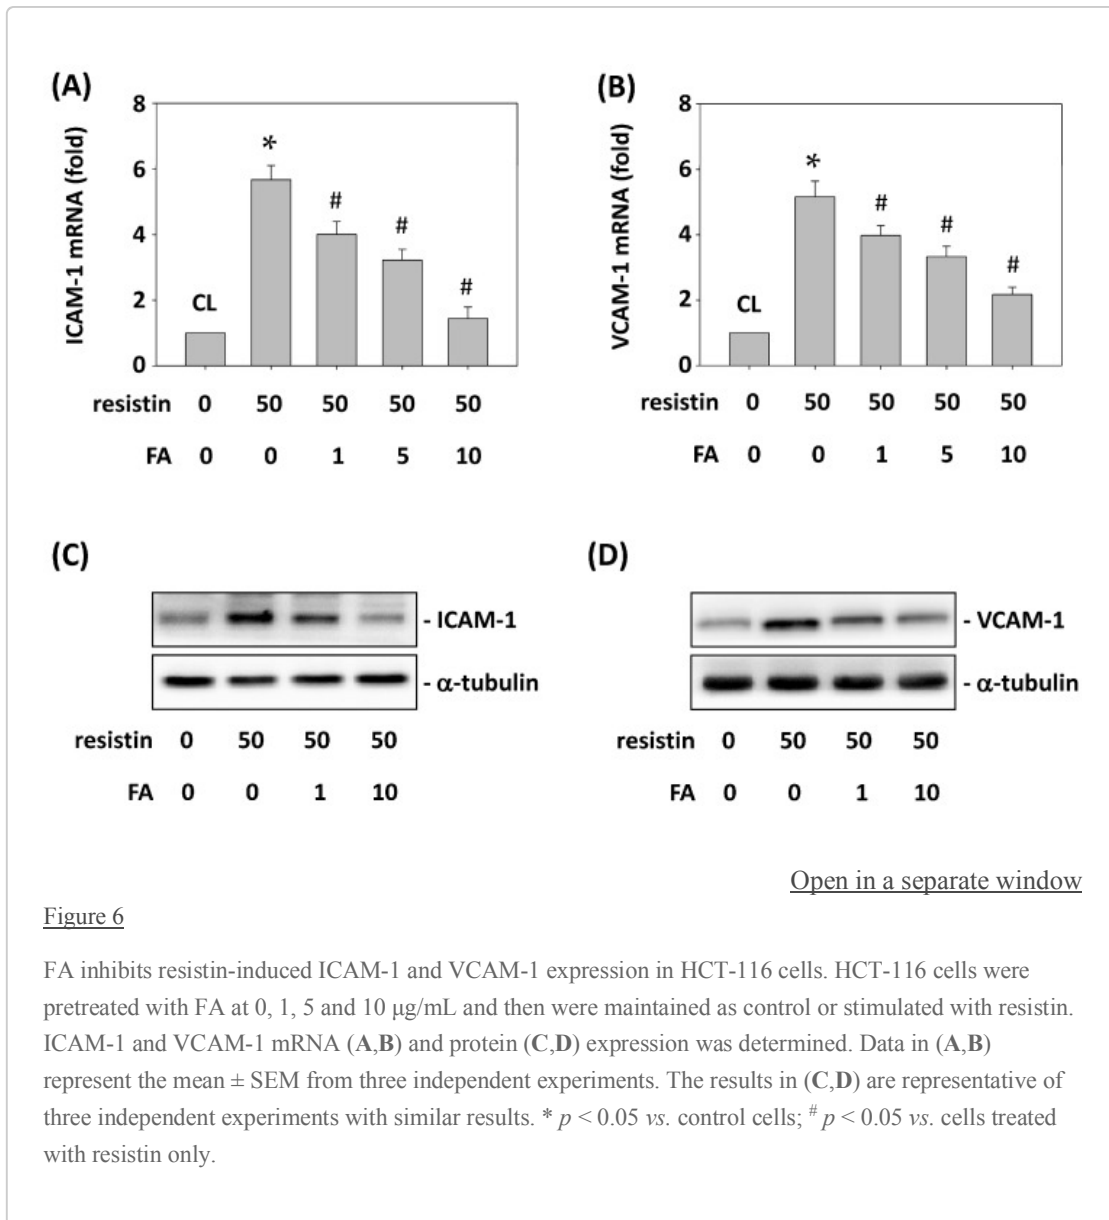 (A)
8
6
4
2
0
ICAM-1 mRNA (fold)
CL
*
#
#
#
resistin 0 50 50 50 50
FA 0 0 1 5 10
(B)
8
6
4
2
0
VCAM-1 mRNA (fold)
CL
*
#
#
#
resistin 0 50 50 50 50
FA 0 0 1 5 10
(C)
- ICAM-1
- α-tubulin
resistin 0 50 50 50
FA 0 0 1 10
(D)
- VCAM-1
- α-tubulin
resistin 0 50 50 50
FA 0 0 1 10
Open in a separate window
Figure 6
FA inhibits resistin-induced ICAM-1 and VCAM-1 expression in HCT-116 cells. HCT-116 cells were
pretreated with FA at 0, 1, 5 and 10 μg/mL and then were maintained as control or stimulated with resistin.
ICAM-1 and VCAM-1 mRNA (A,B) and protein (C,D) expression was determined. Data in (A,B)
represent the mean ± SEM from three independent experiments. The results in (C,D) are representative of
three independent experiments with similar results. * p < 0.05 vs. control cells; # p < 0.05 vs. cells treated
with resistin only.